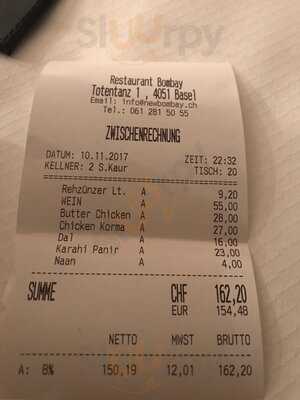 Sluurpy
Restaurant Bombay
Totentanz 1 , 4051 Basel
Email: info@newbombay.ch
Tel.: 061 281 50 55
ZWISCHENRECHNUNG
DATUM: 10.11.2017 ZEIT: 22:32
KELLNER: 2 S.Kaur TISCH: 20
Rehzünzer Lt. A 9,20
WEIN A 55,00
Butter Chicken A 28,00
Chicken Korma A 27,00
Dal A 16,00
Karahi Panir A 23,00
Naan A 4,00
SUMME CHF 162,20
EUR 154,48
NETTO MWST BRUTTO
A: 8% 150,19 12,01 162,20